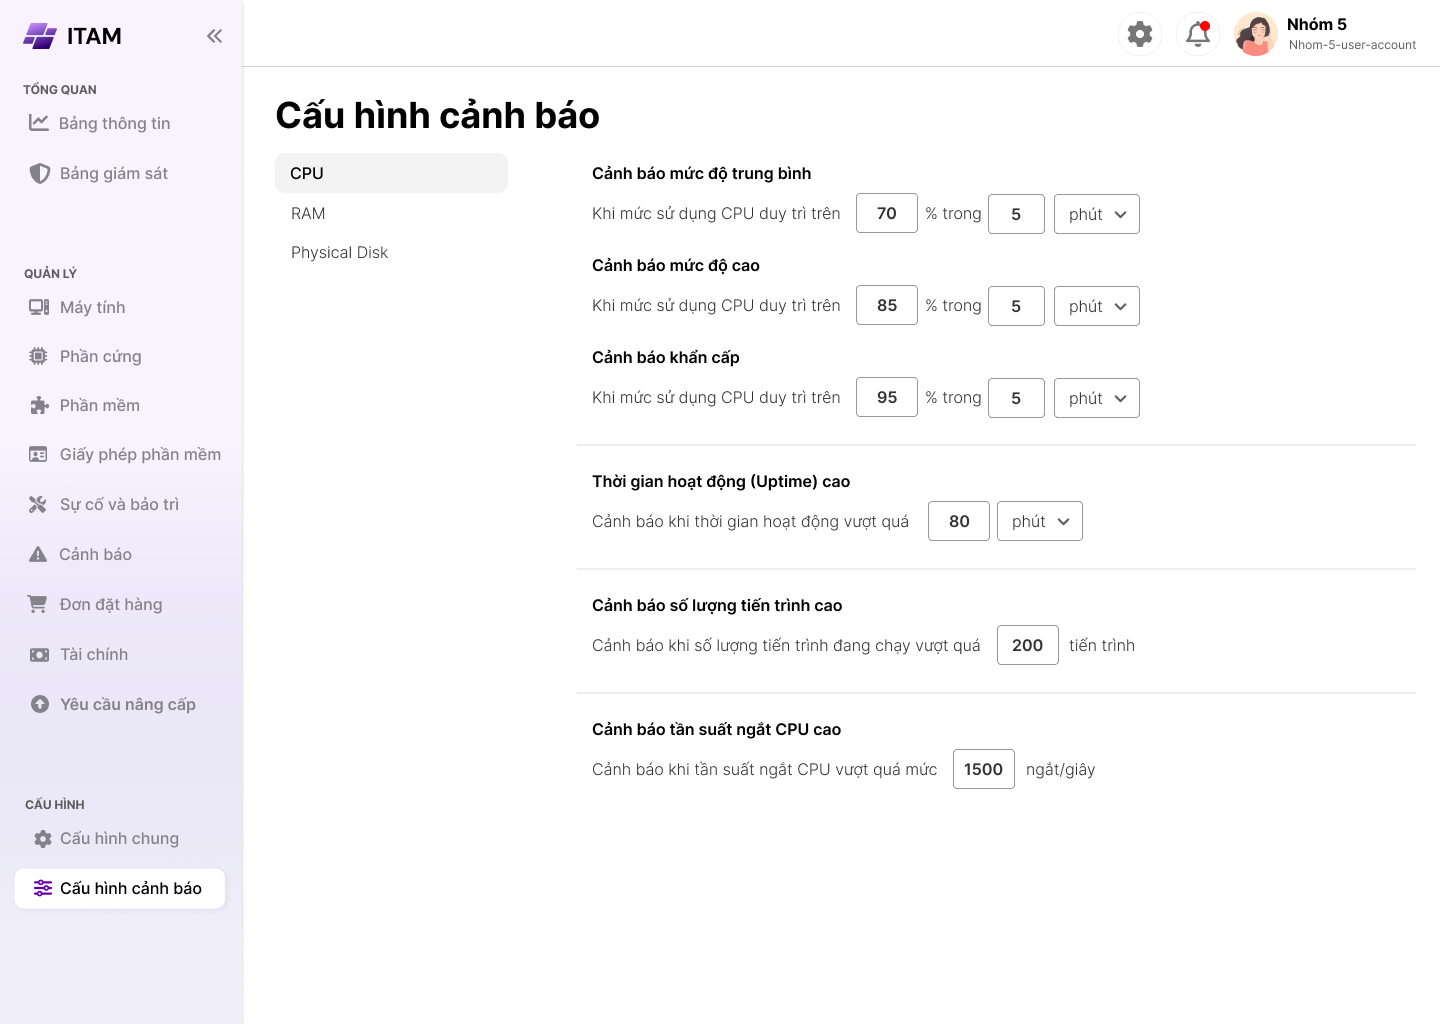 ITAM
TỔNG QUAN
Bảng thông tin
Bảng giám sát
QUẢN LÝ
Máy tính
Phần cứng
Phần mềm
Giấy phép phần mềm
Sự cố và bảo trì
Cảnh báo
Đơn đặt hàng
Tài chính
Yêu cầu nâng cấp
CẤU HÌNH
Cấu hình chung
Cấu hình cảnh báo
Nhóm 5
Nhom-5-user-account
Cấu hình cảnh báo
CPU
RAM
Physical Disk
Cảnh báo mức độ trung bình
Khi mức sử dụng CPU duy trì trên 70 % trong 5 phút
Cảnh báo mức độ cao
Khi mức sử dụng CPU duy trì trên 85 % trong 5 phút
Cảnh báo khẩn cấp
Khi mức sử dụng CPU duy trì trên 95 % trong 5 phút
Thời gian hoạt động (Uptime) cao
Cảnh báo khi thời gian hoạt động vượt quá 80 phút
Cảnh báo số lượng tiến trình cao
Cảnh báo khi số lượng tiến trình đang chạy vượt quá 200 tiến trình
Cảnh báo tần suất ngắt CPU cao
Cảnh báo khi tần suất ngắt CPU vượt quá mức 1500 ngắt/giây